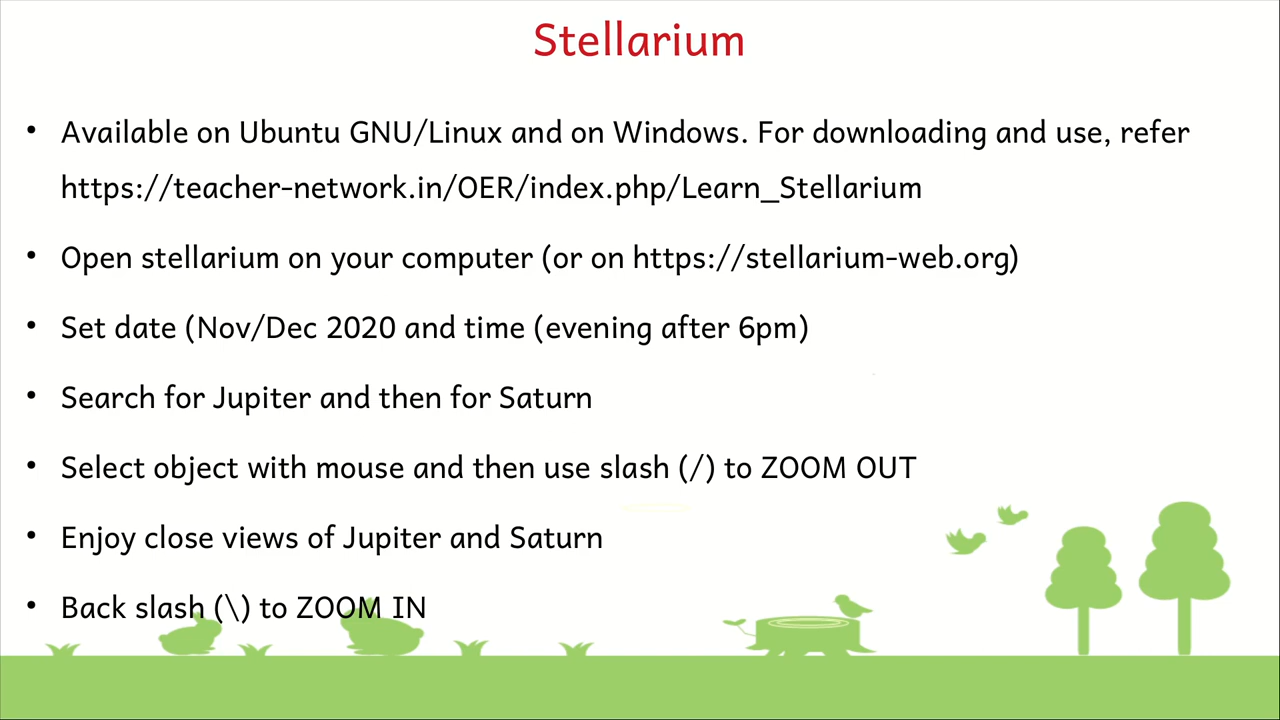 Stellarium
• Available on Ubuntu GNU/Linux and on Windows. For downloading and use, refer
https://teacher-network.in/OER/index.php/Learn_Stellarium
• Open stellarium on your computer (or on https://stellarium-web.org)
• Set date (Nov/Dec 2020 and time (evening after 6pm)
• Search for Jupiter and then for Saturn
• Select object with mouse and then use slash (/) to ZOOM OUT
• Enjoy close views of Jupiter and Saturn
• Back slash (\) to ZOOM IN